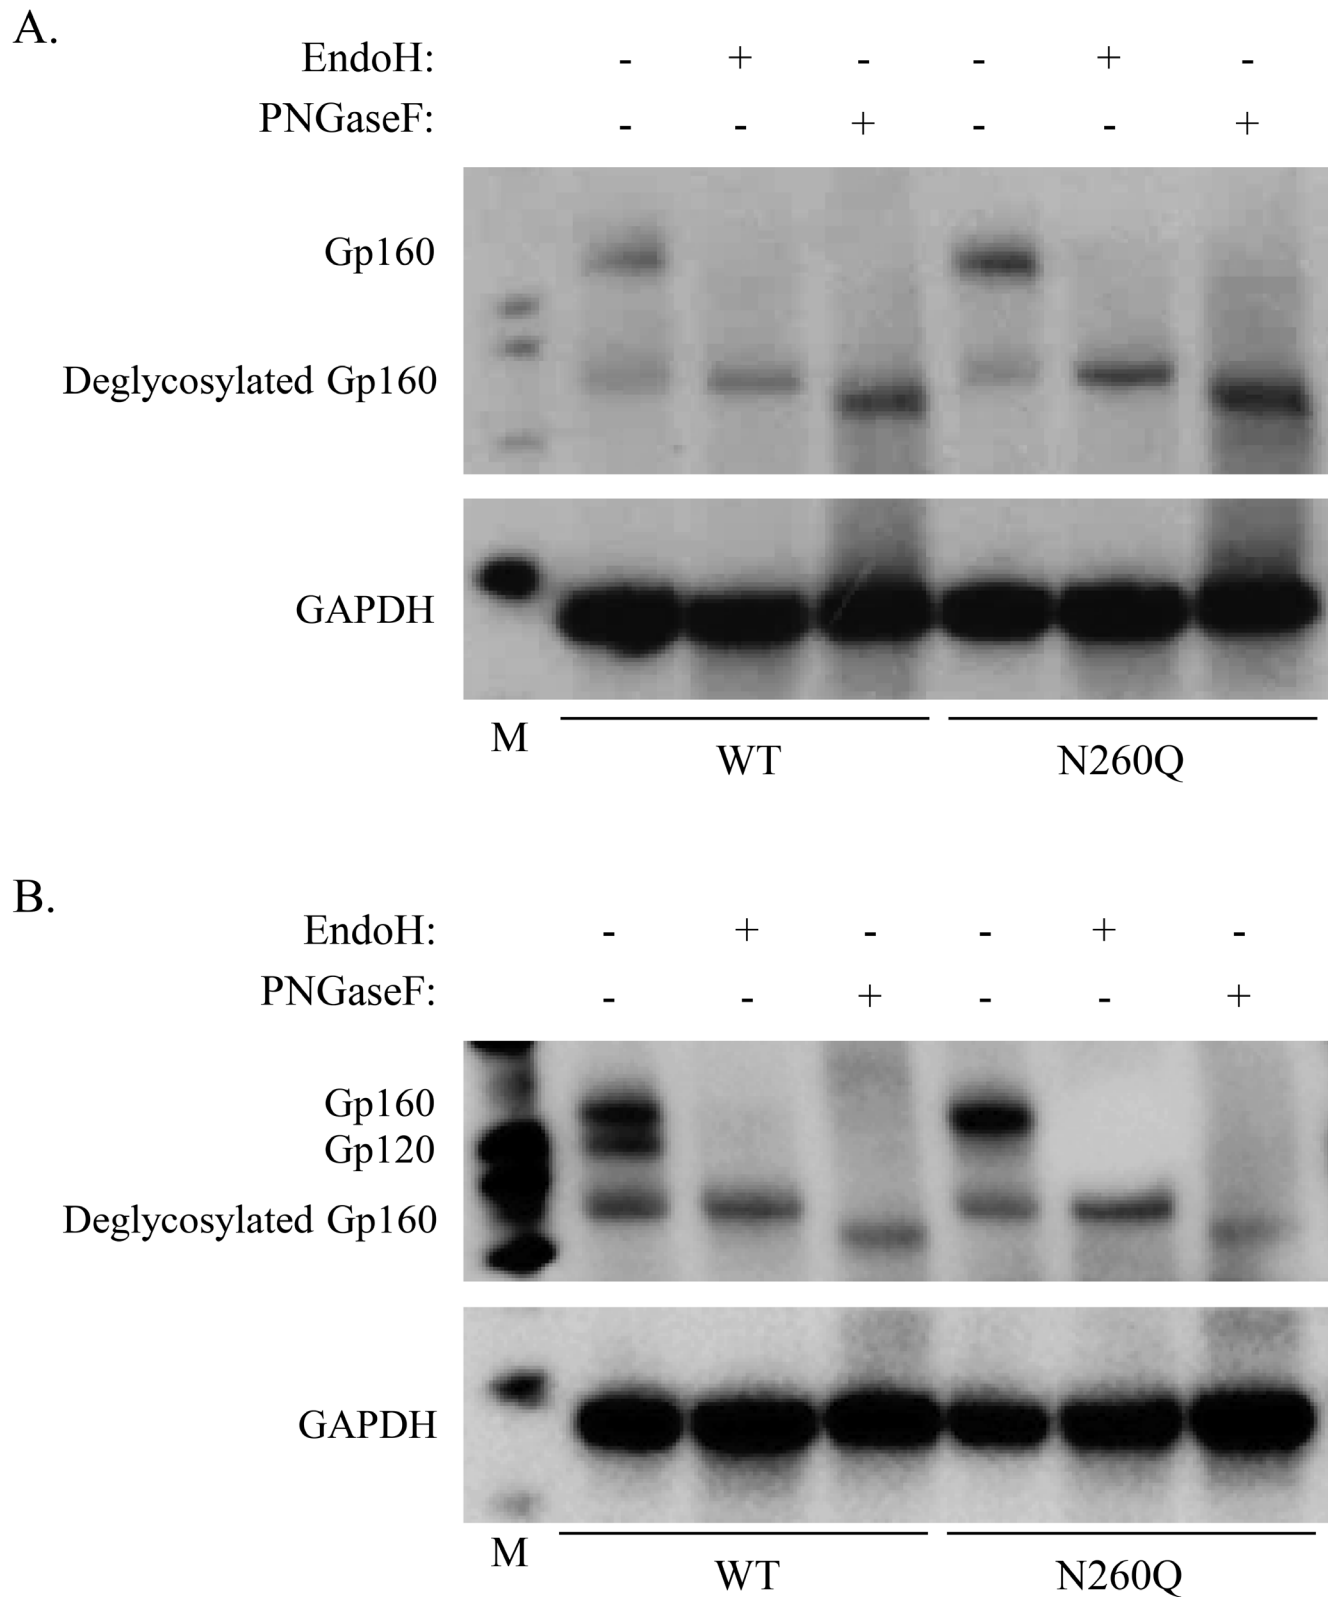 A.
EndoH: - + - - + -
PNGaseF: - - + - - +
Gp160
Deglycosylated Gp160
GAPDH
M WT N260Q
B.
EndoH: - + - - + -
PNGaseF: - - + - - +
Gp160
Gp120
Deglycosylated Gp160
GAPDH
M WT N260Q